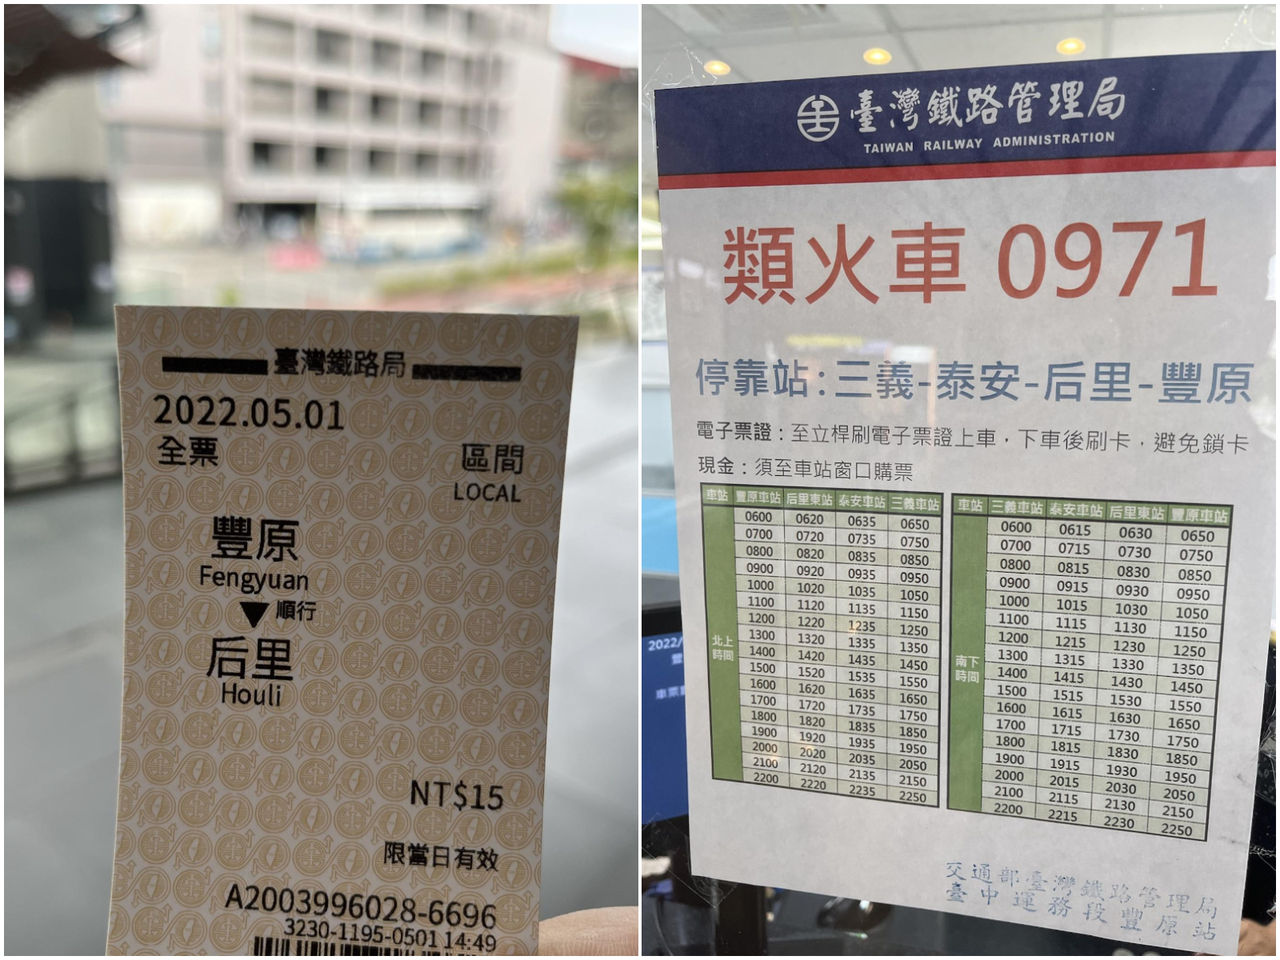 臺灣鐵路局
2022.05.01
全票 區間
LOCAL
豐原
Fengyuan
▼ 順行
后里
Houli
NT$15
限當日有效
A2003996028-6696
3230-1195-0501 14:49
臺灣鐵路管理局
TAIWAN RAILWAY ADMINISTRATION
類火車 0971
停靠站:三義-泰安-后里-豐原
電子票證:至立桿刷電子票證上車,下車後刷卡,避免鎖卡
現金:須至車站窗口購票
車站 豐原車站 后里東站 泰安車站 三義車站
北上
時間
0600 0620 0635 0650
0700 0720 0735 0750
0800 0820 0835 0850
0900 0920 0935 0950
1000 1020 1035 1050
1100 1120 1135 1150
1200 1220 1235 1250
1300 1320 1335 1350
1400 1420 1435 1450
1500 1520 1535 1550
1600 1620 1635 1650
1700 1720 1735 1750
1800 1820 1835 1850
1900 1920 1935 1950
2000 2020 2035 2050
2100 2120 2135 2150
2200 2220 2235 2250
車站 三義車站 泰安車站 后里東站 豐原車站
南下
時間
0600 0615 0630 0650
0700 0715 0730 0750
0800 0815 0830 0850
0900 0915 0930 0950
1000 1015 1030 1050
1100 1115 1130 1150
1200 1215 1230 1250
1300 1315 1330 1350
1400 1415 1430 1450
1500 1515 1530 1550
1600 1615 1630 1650
1700 1715 1730 1750
1800 1815 1830 1850
1900 1915 1930 1950
2000 2015 2030 2050
2100 2115 2130 2150
2200 2215 2230 2250
交通部臺灣鐵路管理局
臺中運務段豐原站
2022/